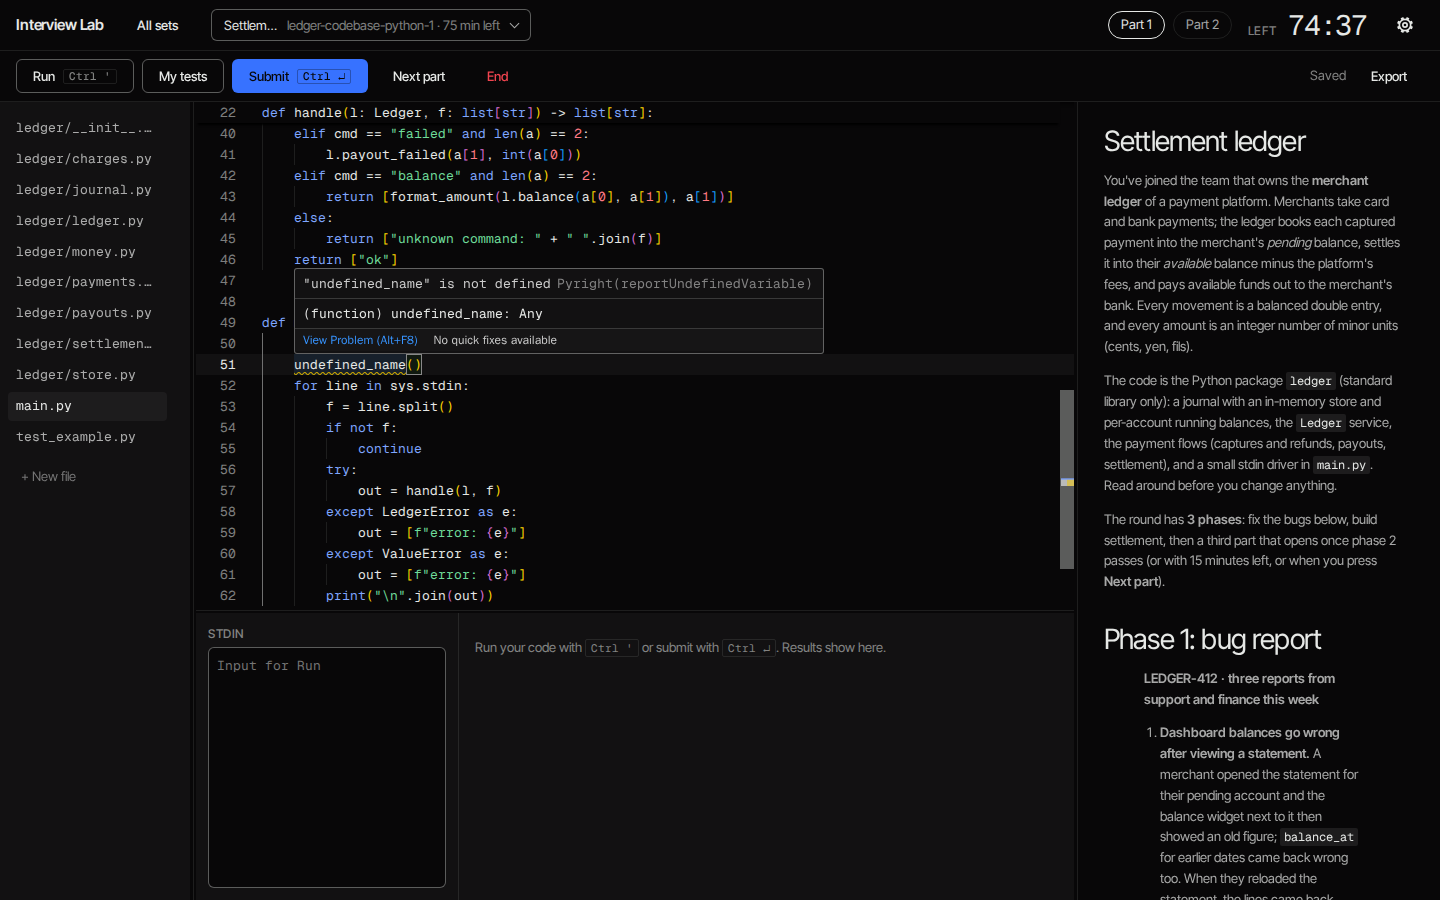 Interview Lab
All sets
Settlem... ledger-codebase-python-1 · 75 min left
Part 1
Part 2
LEFT 74:37
Run Ctrl '
My tests
Submit Ctrl ↵
Next part
End
Saved
Export
ledger/__init__.…
ledger/charges.py
ledger/journal.py
ledger/ledger.py
ledger/money.py
ledger/payments.…
ledger/payouts.py
ledger/settlemen…
ledger/store.py
main.py
test_example.py
+ New file
22 def handle(l: Ledger, f: list[str]) -> list[str]:
40 elif cmd == "failed" and len(a) == 2:
41 l.payout_failed(a[1], int(a[0]))
42 elif cmd == "balance" and len(a) == 2:
43 return [format_amount(l.balance(a[0], a[1]), a[1])]
44 else:
45 return ["unknown command: " + " ".join(f)]
46 return ["ok"]
47
48
49 def
50
"undefined_name" is not defined Pyright(reportUndefinedVariable)
(function) undefined_name: Any
View Problem (Alt+F8) No quick fixes available
51 undefined_name()
52 for line in sys.stdin:
53 f = line.split()
54 if not f:
55 continue
56 try:
57 out = handle(l, f)
58 except LedgerError as e:
59 out = [f"error: {e}"]
60 except ValueError as e:
61 out = [f"error: {e}"]
62 print("\n".join(out))
STDIN
Input for Run
Run your code with Ctrl ' or submit with Ctrl ↵. Results show here.
Settlement ledger
You've joined the team that owns the merchant
ledger of a payment platform. Merchants take card
and bank payments; the ledger books each captured
payment into the merchant's pending balance, settles
it into their available balance minus the platform's
fees, and pays available funds out to the merchant's
bank. Every movement is a balanced double entry,
and every amount is an integer number of minor units
(cents, yen, fils).
The code is the Python package ledger (standard
library only): a journal with an in-memory store and
per-account running balances, the Ledger service,
the payment flows (captures and refunds, payouts,
settlement), and a small stdin driver in main.py.
Read around before you change anything.
The round has 3 phases: fix the bugs below, build
settlement, then a third part that opens once phase 2
passes (or with 15 minutes left, or when you press
Next part).
Phase 1: bug report
LEDGER-412 · three reports from
support and finance this week
1. Dashboard balances go wrong
after viewing a statement. A
merchant opened the statement for
their pending account and the
balance widget next to it then
showed an old figure; balance_at
for earlier dates came back wrong
too. When they reloaded the
statement, the lines came back